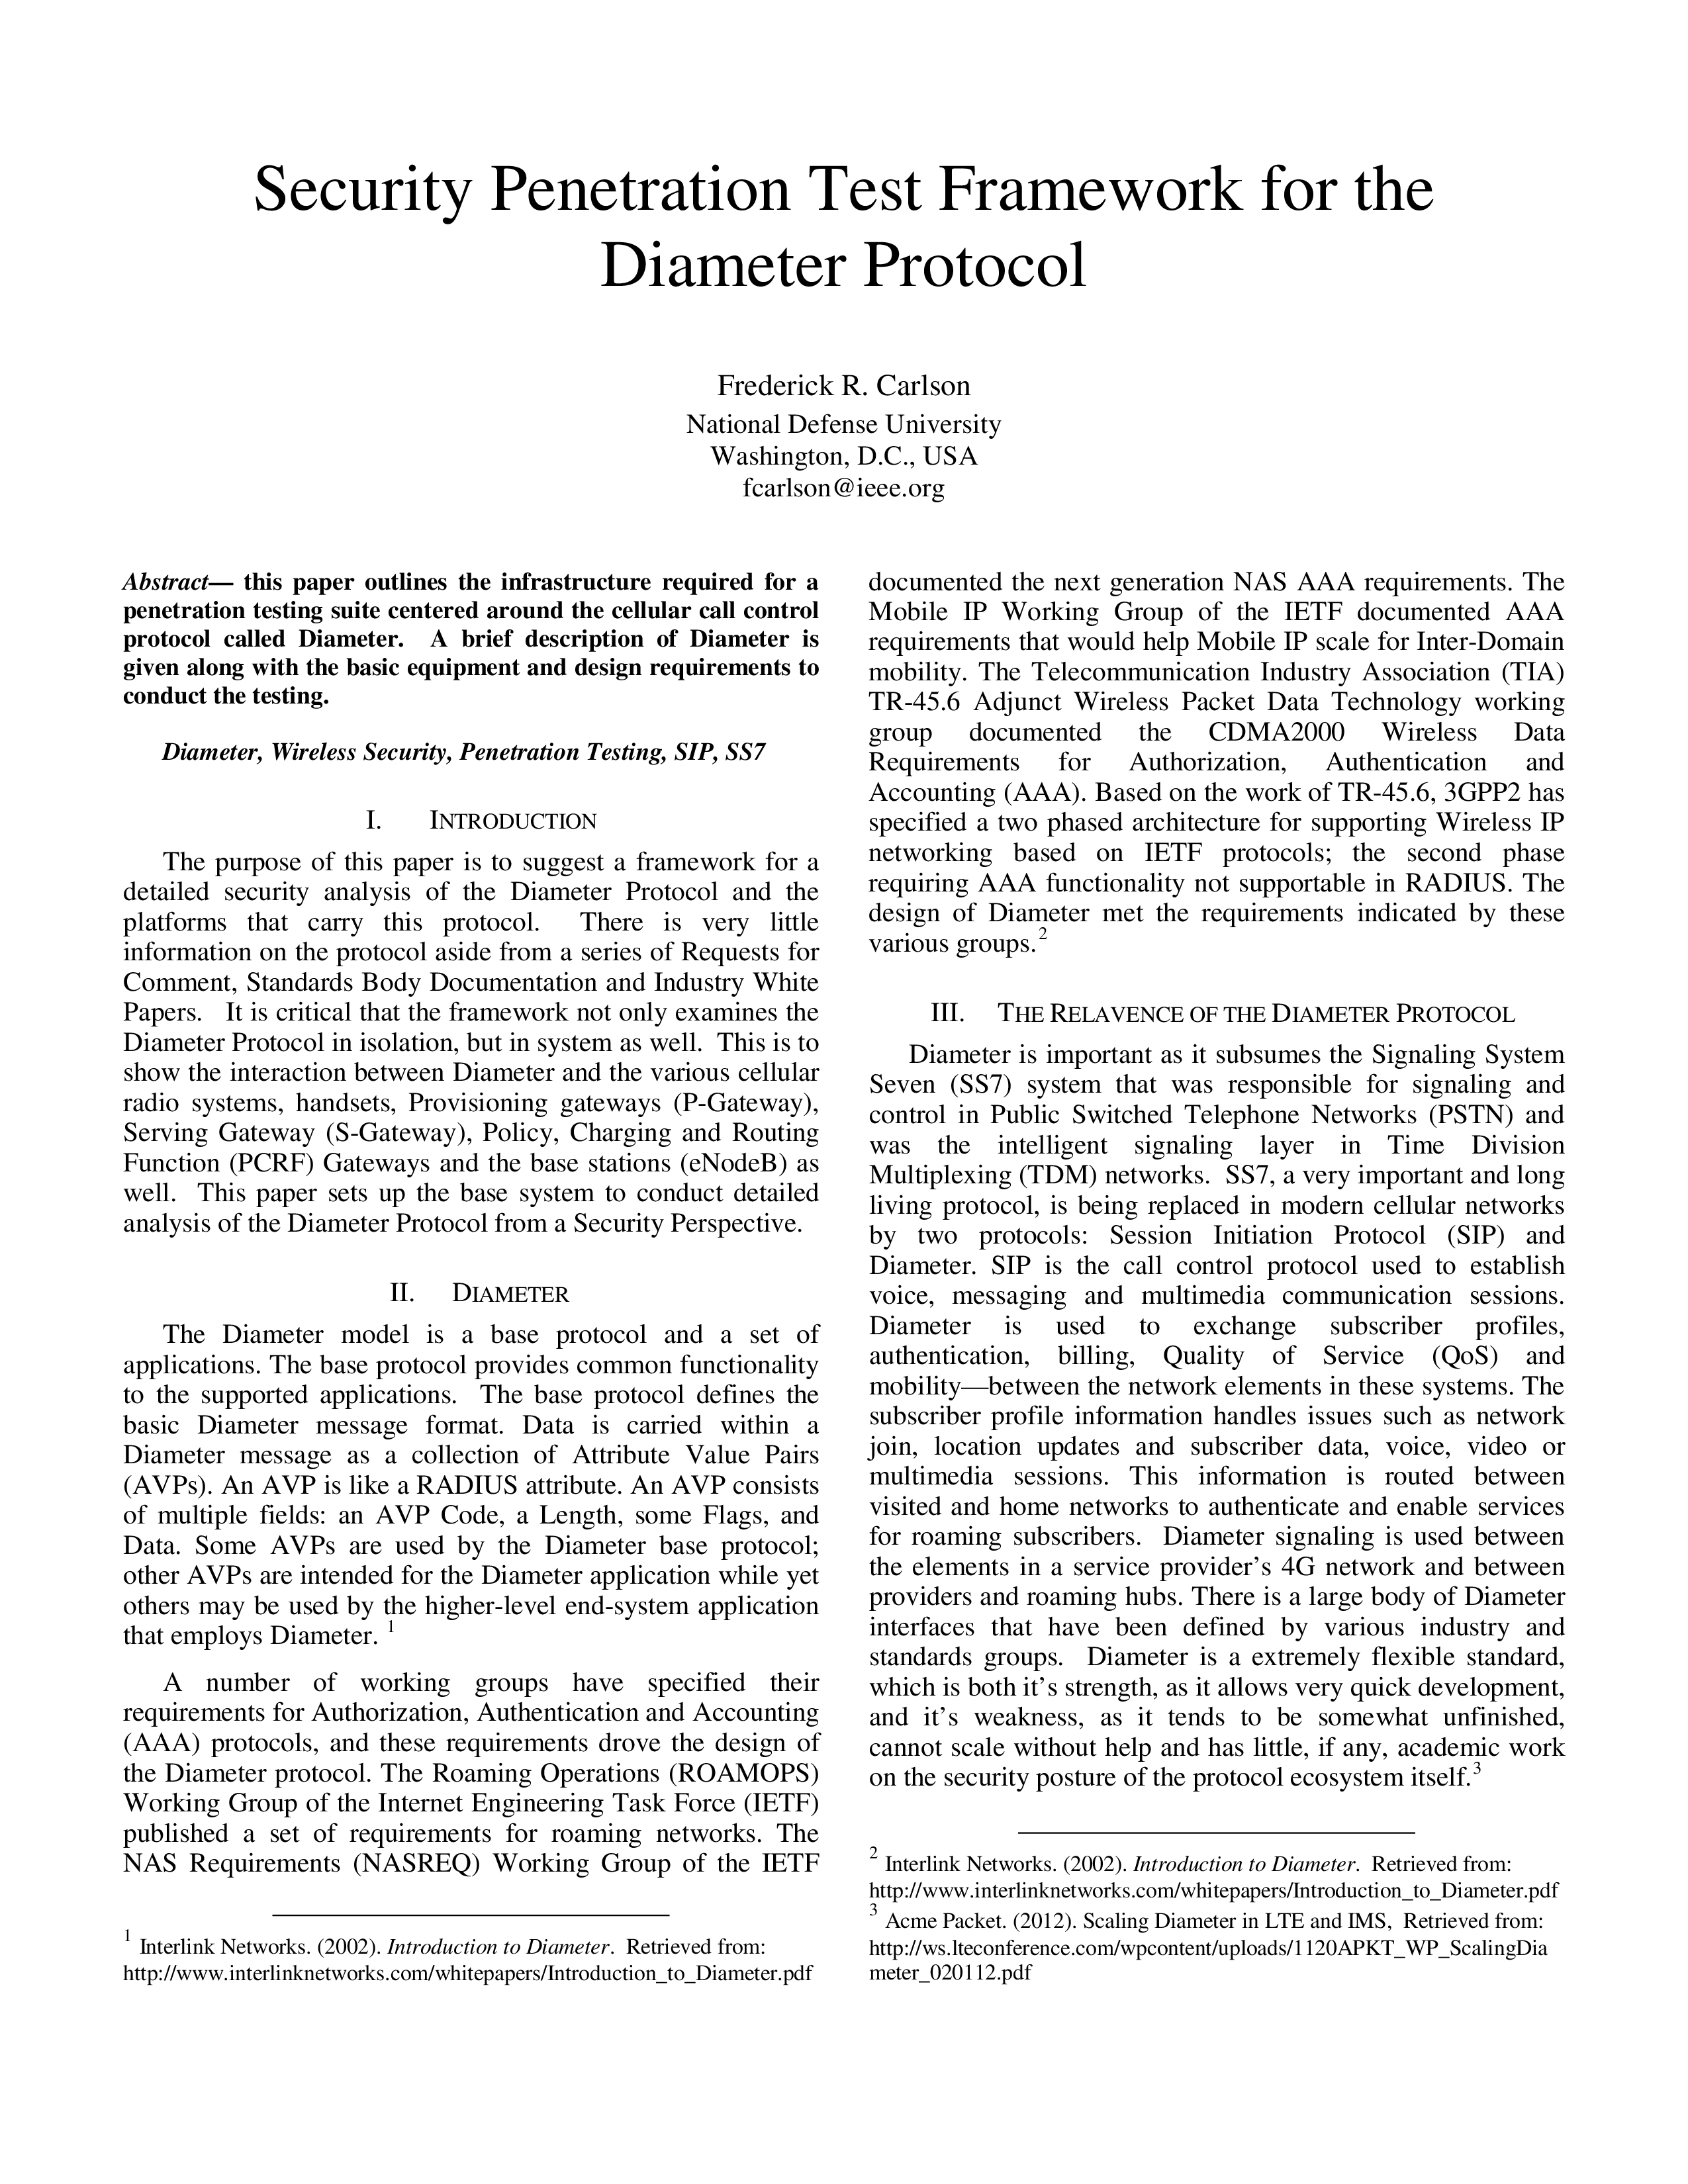 Security Penetration Test Framework for the
Diameter Protocol
Frederick R. Carlson
National Defense University
Washington, D.C., USA
fcarlson@ieee.org
Abstract— this paper outlines the infrastructure required for a
penetration testing suite centered around the cellular call control
protocol called Diameter. A brief description of Diameter is
given along with the basic equipment and design requirements to
conduct the testing.
Diameter, Wireless Security, Penetration Testing, SIP, SS7
I. INTRODUCTION
The purpose of this paper is to suggest a framework for a
detailed security analysis of the Diameter Protocol and the
platforms that carry this protocol. There is very little
information on the protocol aside from a series of Requests for
Comment, Standards Body Documentation and Industry White
Papers. It is critical that the framework not only examines the
Diameter Protocol in isolation, but in system as well. This is to
show the interaction between Diameter and the various cellular
radio systems, handsets, Provisioning gateways (P-Gateway),
Serving Gateway (S-Gateway), Policy, Charging and Routing
Function (PCRF) Gateways and the base stations (eNodeB) as
well. This paper sets up the base system to conduct detailed
analysis of the Diameter Protocol from a Security Perspective.
II. DIAMETER
The Diameter model is a base protocol and a set of
applications. The base protocol provides common functionality
to the supported applications. The base protocol defines the
basic Diameter message format. Data is carried within a
Diameter message as a collection of Attribute Value Pairs
(AVPs). An AVP is like a RADIUS attribute. An AVP consists
of multiple fields: an AVP Code, a Length, some Flags, and
Data. Some AVPs are used by the Diameter base protocol;
other AVPs are intended for the Diameter application while yet
others may be used by the higher-level end-system application
that employs Diameter. 1
A number of working groups have specified their
requirements for Authorization, Authentication and Accounting
(AAA) protocols, and these requirements drove the design of
the Diameter protocol. The Roaming Operations (ROAMOPS)
Working Group of the Internet Engineering Task Force (IETF)
published a set of requirements for roaming networks. The
NAS Requirements (NASREQ) Working Group of the IETF
1 Interlink Networks. (2002). Introduction to Diameter. Retrieved from:
http://www.interlinknetworks.com/whitepapers/Introduction_to_Diameter.pdf
documented the next generation NAS AAA requirements. The
Mobile IP Working Group of the IETF documented AAA
requirements that would help Mobile IP scale for Inter-Domain
mobility. The Telecommunication Industry Association (TIA)
TR-45.6 Adjunct Wireless Packet Data Technology working
group documented the CDMA2000 Wireless Data
Requirements for Authorization, Authentication and
Accounting (AAA). Based on the work of TR-45.6, 3GPP2 has
specified a two phased architecture for supporting Wireless IP
networking based on IETF protocols; the second phase
requiring AAA functionality not supportable in RADIUS. The
design of Diameter met the requirements indicated by these
various groups. 2
III. THE RELAVENCE OF THE DIAMETER PROTOCOL
Diameter is important as it subsumes the Signaling System
Seven (SS7) system that was responsible for signaling and
control in Public Switched Telephone Networks (PSTN) and
was the intelligent signaling layer in Time Division
Multiplexing (TDM) networks. SS7, a very important and long
living protocol, is being replaced in modern cellular networks
by two protocols: Session Initiation Protocol (SIP) and
Diameter. SIP is the call control protocol used to establish
voice, messaging and multimedia communication sessions.
Diameter is used to exchange subscriber profiles,
authentication, billing, Quality of Service (QoS) and
mobility—between the network elements in these systems. The
subscriber profile information handles issues such as network
join, location updates and subscriber data, voice, video or
multimedia sessions. This information is routed between
visited and home networks to authenticate and enable services
for roaming subscribers. Diameter signaling is used between
the elements in a service provider’s 4G network and between
providers and roaming hubs. There is a large body of Diameter
interfaces that have been defined by various industry and
standards groups. Diameter is a extremely flexible standard,
which is both it’s strength, as it allows very quick development,
and it’s weakness, as it tends to be somewhat unfinished,
cannot scale without help and has little, if any, academic work
on the security posture of the protocol ecosystem itself.3
2 Interlink Networks. (2002). Introduction to Diameter. Retrieved from:
http://www.interlinknetworks.com/whitepapers/Introduction_to_Diameter.pdf
3 Acme Packet. (2012). Scaling Diameter in LTE and IMS, Retrieved from:
http://ws.lteconference.com/wpcontent/uploads/1120APKT_WP_ScalingDia
meter_020112.pdf